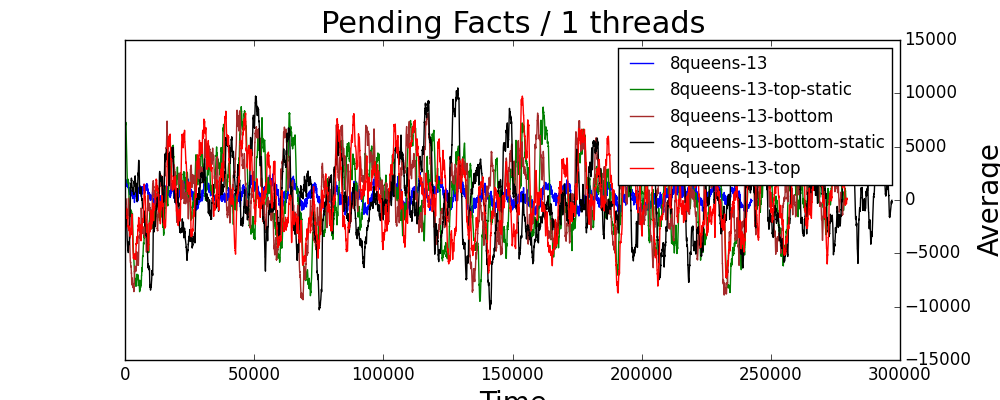 Pending Facts / 1 threads
8queens-13
8queens-13-top-static
8queens-13-bottom
8queens-13-bottom-static
8queens-13-top
15000
10000
5000
0
−5000
−10000
−15000
Average
0
50000
100000
150000
200000
250000
300000
Time